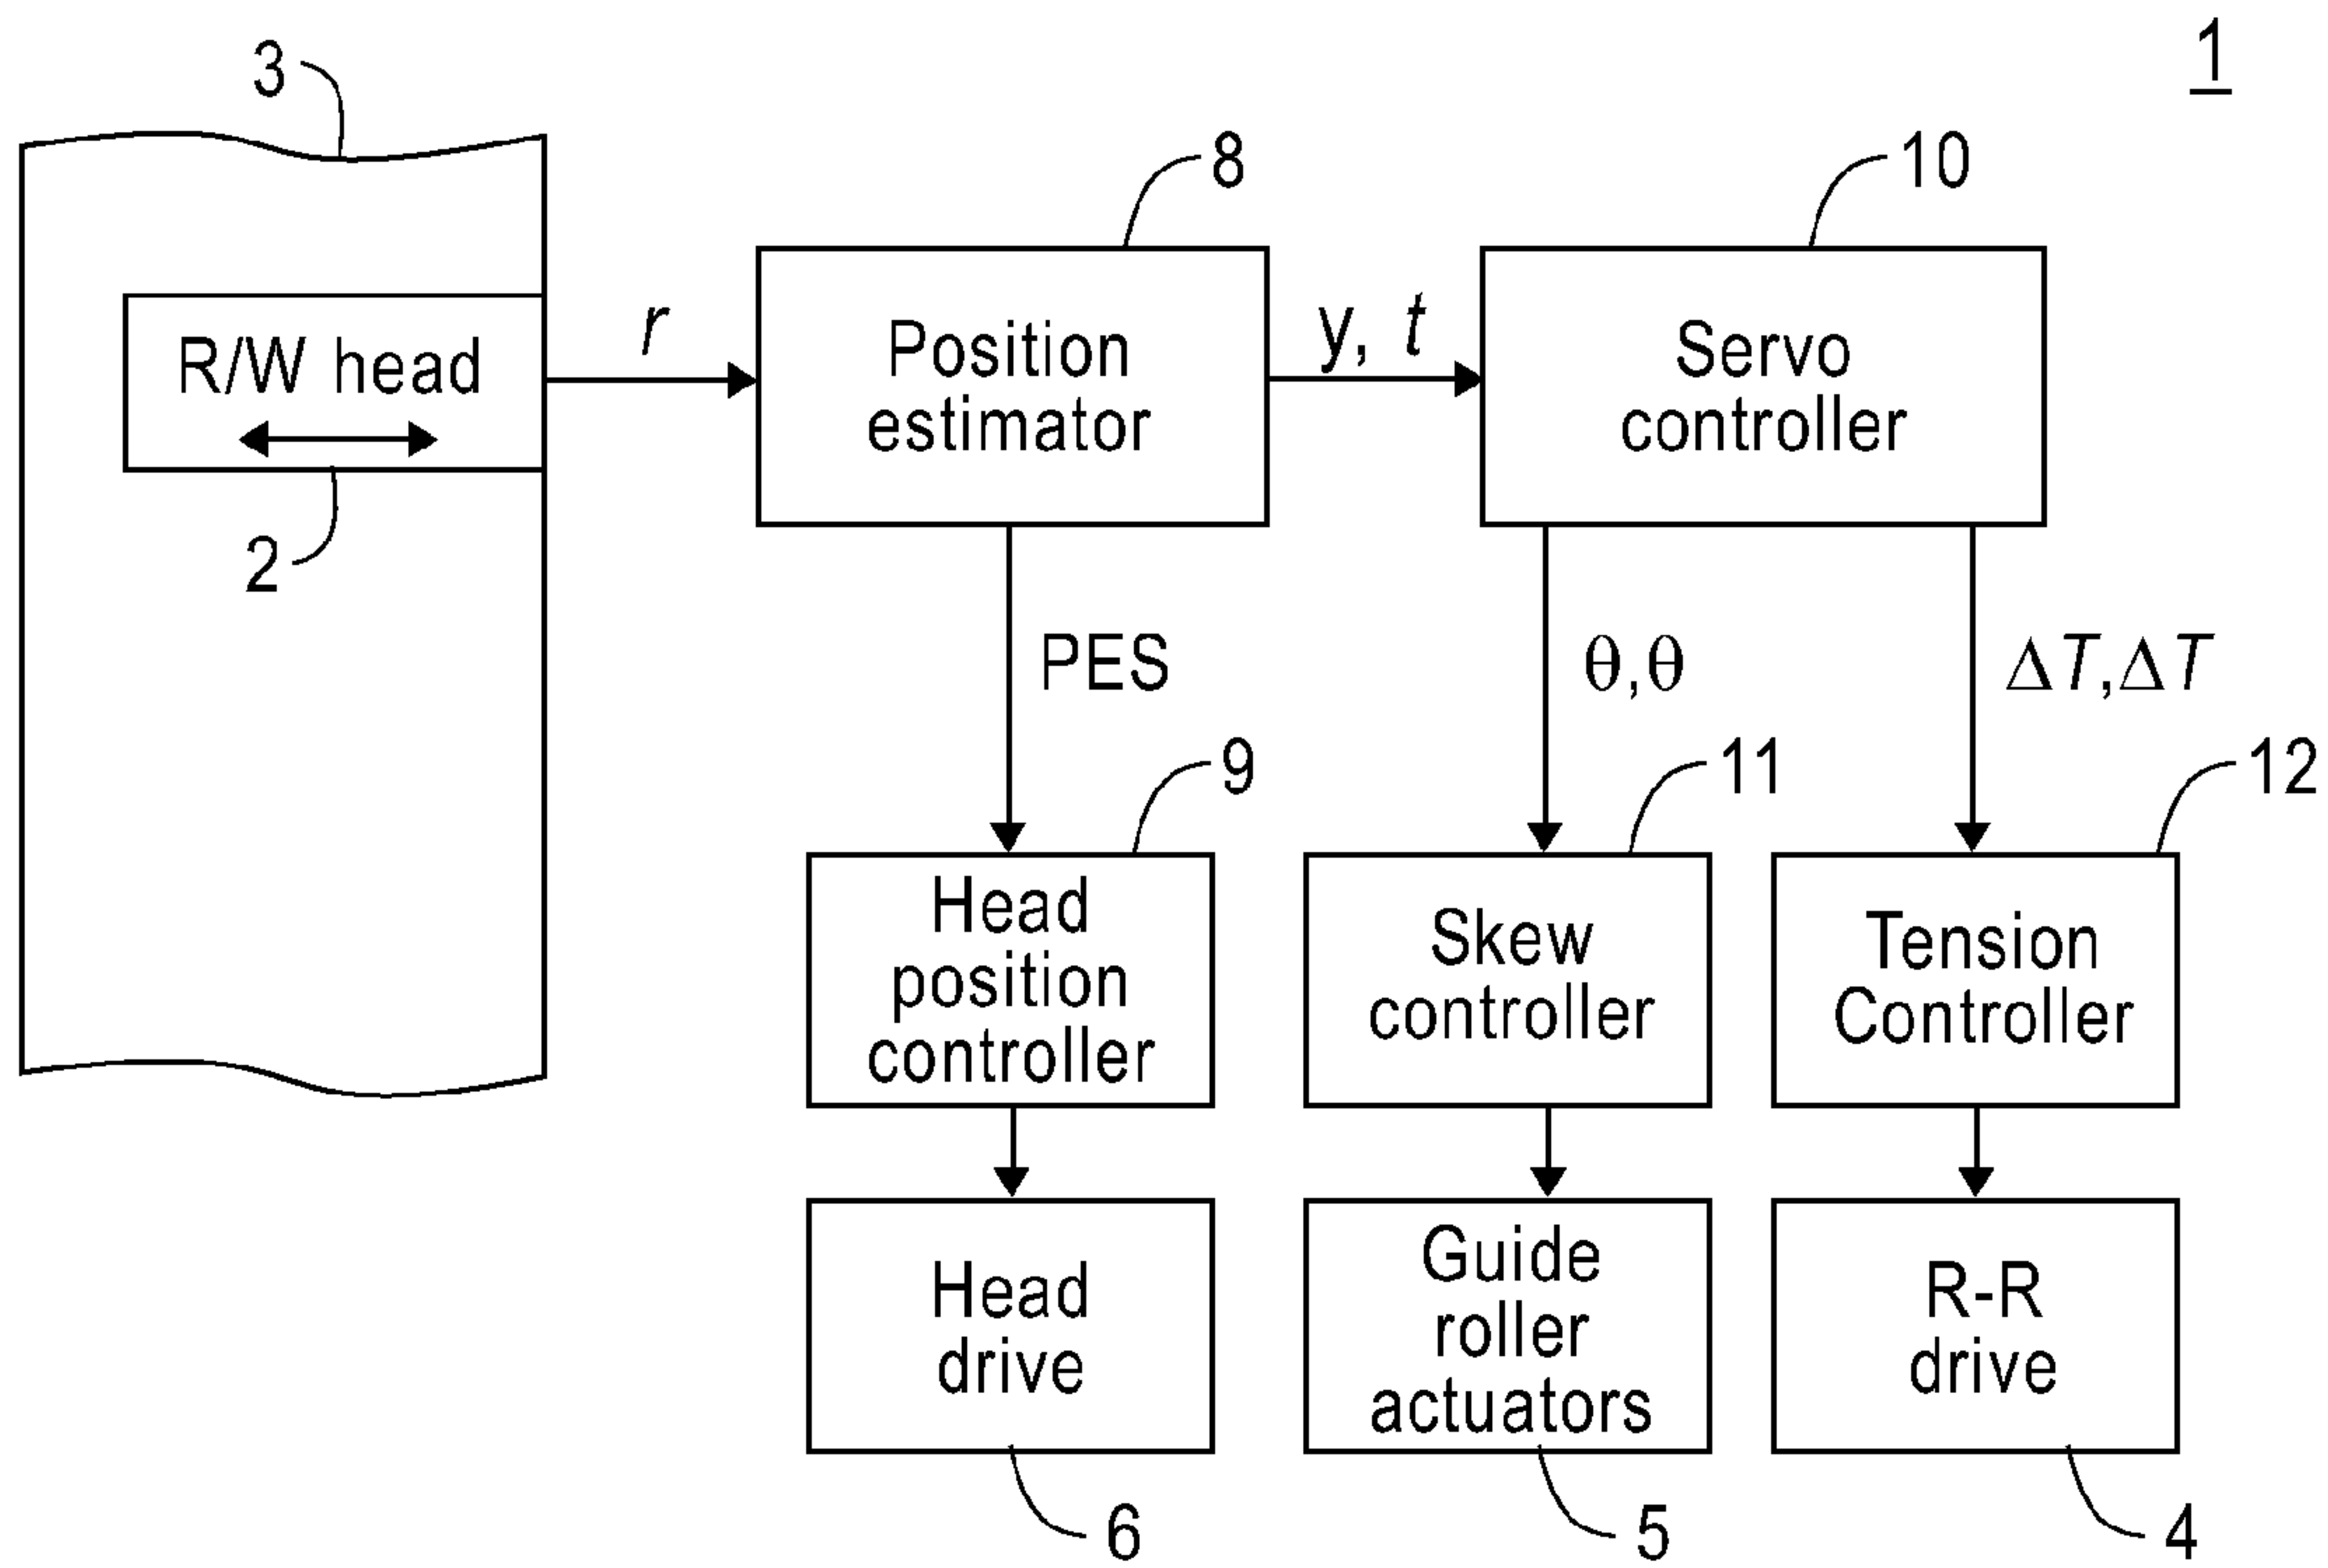 1
3
8
10
R/W head
r
Position
estimator
y, t
Servo
controller
2
PES
θ,θ
ΔT,ΔT
9
11
12
Head
position
controller
Skew
controller
Tension
Controller
Head
drive
Guide
roller
actuators
R-R
drive
6
5
4